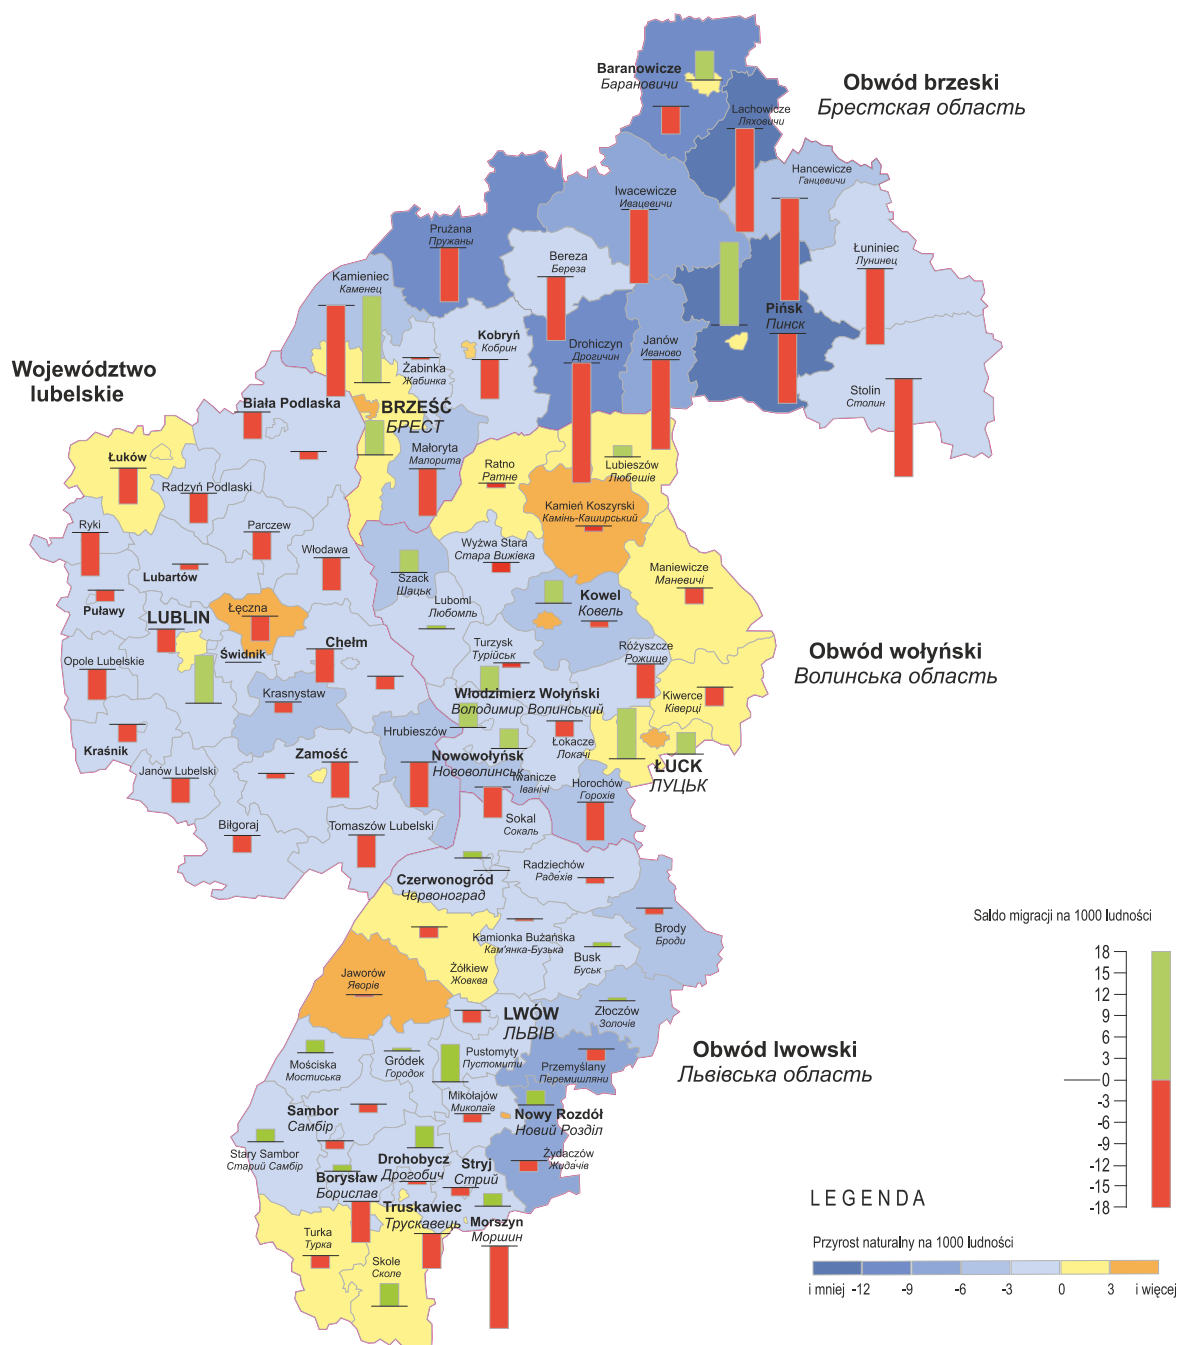 Obwód brzeski
Брестская область
Baranowicze
Барановичи
Lachowicze
Ляховичи
Hancewicze
Ганцевичи
Iwacewicze
Ивацевичи
Prużana
Пружаны
Bereza
Береза
Łuniniec
Лунинец
Kamieniec
Каменец
Pińsk
Пинск
Kobryń
Кобрин
Drohiczyn
Дрогичин
Janów
Иваново
Żabinka
Жабинка
Stolin
Столин
BRZEŚĆ
БРЕСТ
Małoryta
Малорита
Województwo
lubelskie
Biała Podlaska
Łuków
Radzyń Podlaski
Ryki
Parczew
Włodawa
Lubartów
Puławy
LUBLIN
Łęczna
Świdnik
Chełm
Opole Lubelskie
Krasnystaw
Kraśnik
Zamość
Hrubieszów
Janów Lubelski
Biłgoraj
Tomaszów Lubelski
Obwód wołyński
Волинська область
Ratno
Ратне
Lubieszów
Любешів
Kamień Koszyrski
Камінь-Каширський
Wyżwa Stara
Стара Вижівка
Szack
Шацьк
Maniewicze
Маневичі
Luboml
Любомль
Kowel
Ковель
Turzysk
Турійськ
Różyszcze
Рожище
Kiwerce
Ківерці
Włodzimierz Wołyński
Володимир Волинський
Łokacze
Локачі
Nowowołyńsk
Нововолинськ
ŁUCK
ЛУЦЬК
Iwanicze
Іванічі
Horochów
Горохів
Obwód lwowski
Львівська область
Sokal
Сокаль
Radziechów
Радехів
Czerwonogród
Червоноград
Brody
Броди
Kamionka Bużańska
Кам'янка-Бузька
Busk
Буськ
Żółkiew
Жовква
Jaworów
Яворів
LWÓW
ЛЬВІВ
Złoczów
Золочів
Mościska
Мостиська
Gródek
Городок
Pustomyty
Пустомити
Przemyślany
Перемишляни
Mikołajów
Миколаїв
Sambor
Самбір
Nowy Rozdół
Новий Розділ
Stary Sambor
Старий Самбір
Drohobycz
Дрогобич
Stryj
Стрий
Żydaczów
Жидачів
Borysław
Борислав
Truskawiec
Трускавець
Morszyn
Моршин
Turka
Турка
Skole
Сколе
Saldo migracji na 1000 ludności
18
15
12
9
6
3
0
-3
-6
-9
-12
-15
-18
LEGENDA
Przyrost naturalny na 1000 ludności
i mniej -12 -9 -6 -3 0 3 i więcej